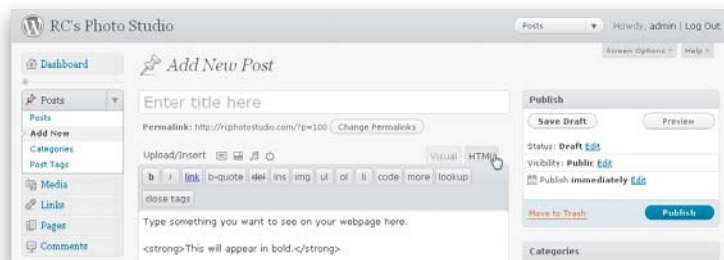 RC's Photo Studio
Posts
Howdy, admin | Log Out
Screen Options
Help
Dashboard
Add New Post
Posts
Posts
Add New
Categories
Post Tags
Media
Links
Pages
Comments
Enter title here
Permalink: http://rcphotostudio.com/?p=100 Change Permalinks
Upload/Insert
Visual HTML
b i link b-quote del ins img ul ol li code more lookup
close tags
Type something you want to see on your webpage here.
<strong>This will appear in bold.</strong>
Publish
Save Draft Preview
Status: Draft Edit
Visibility: Public Edit
Publish immediately Edit
Move to Trash Publish
Categories